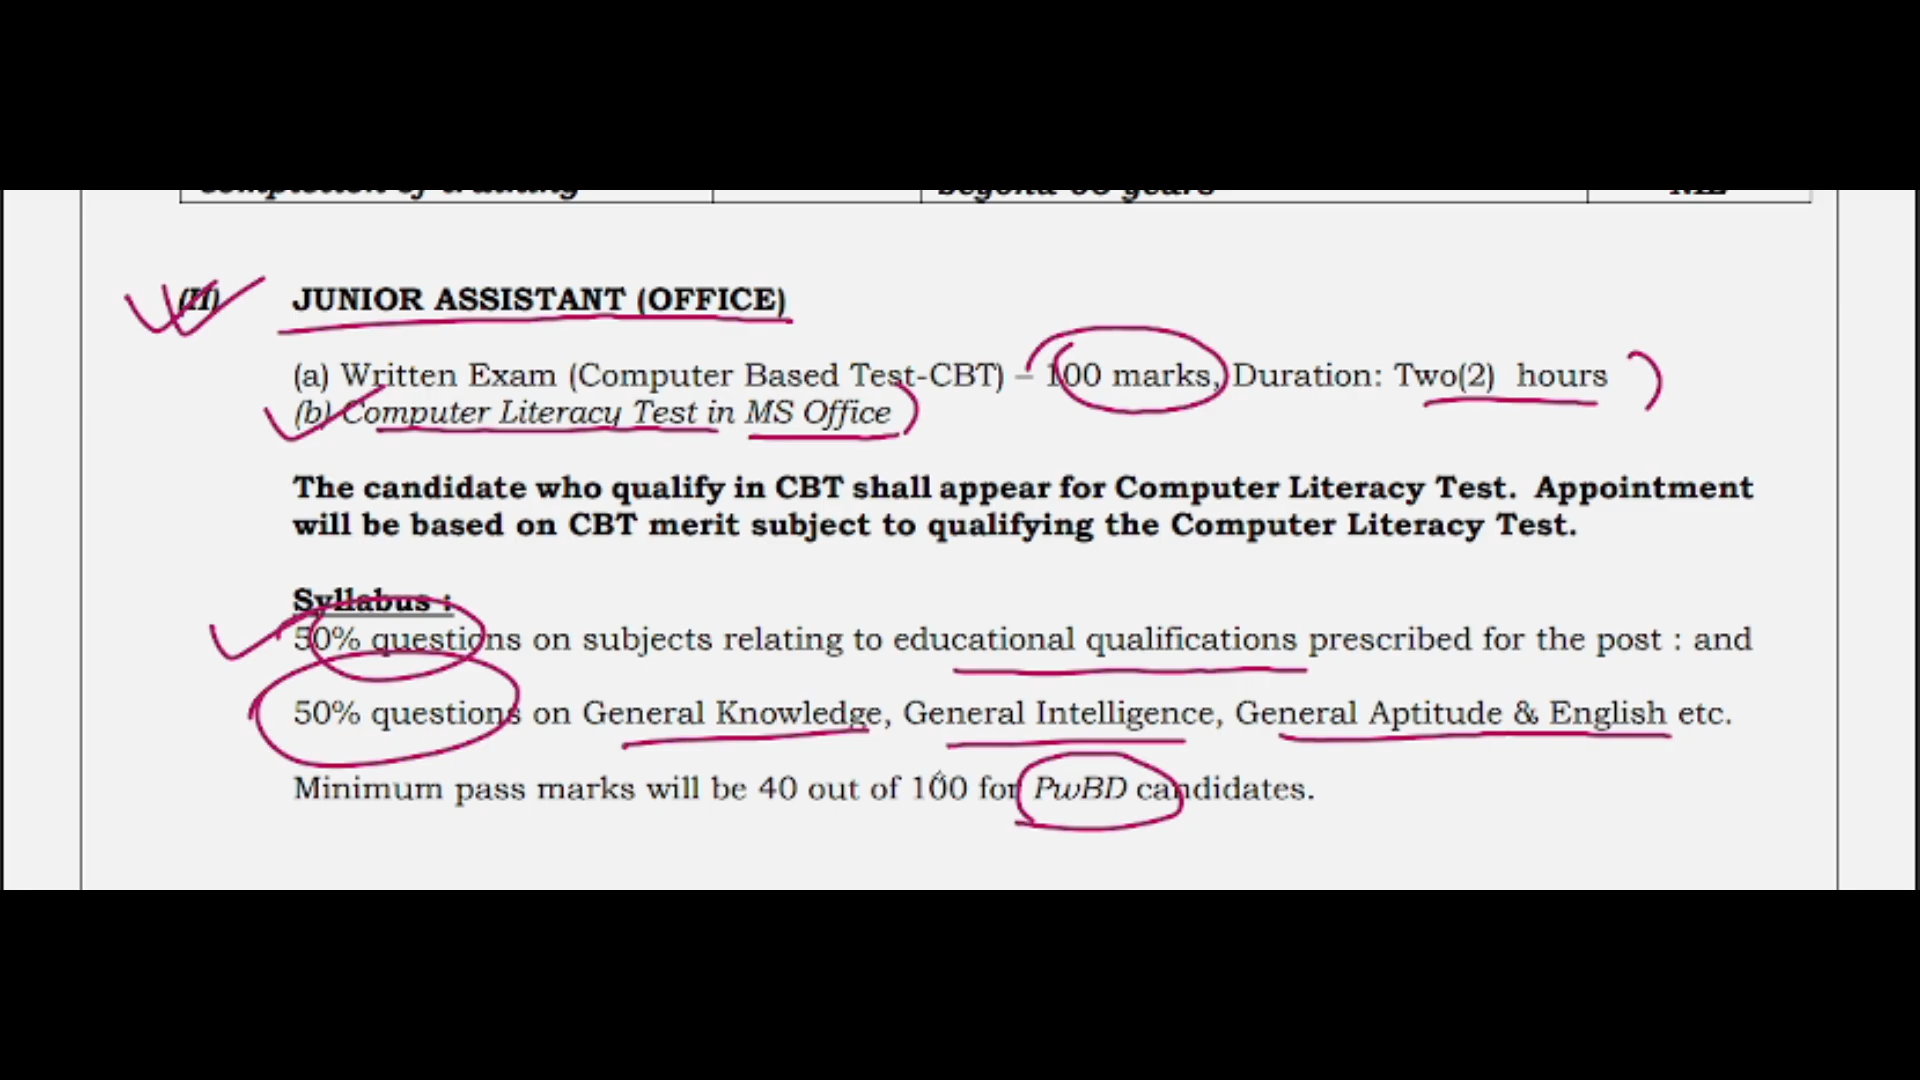 (II) JUNIOR ASSISTANT (OFFICE)
(a) Written Exam (Computer Based Test-CBT) – 100 marks, Duration: Two(2) hours
(b) Computer Literacy Test in MS Office
The candidate who qualify in CBT shall appear for Computer Literacy Test. Appointment
will be based on CBT merit subject to qualifying the Computer Literacy Test.
Syllabus :
50% questions on subjects relating to educational qualifications prescribed for the post : and
50% questions on General Knowledge, General Intelligence, General Aptitude & English etc.
Minimum pass marks will be 40 out of 100 for PwBD candidates.